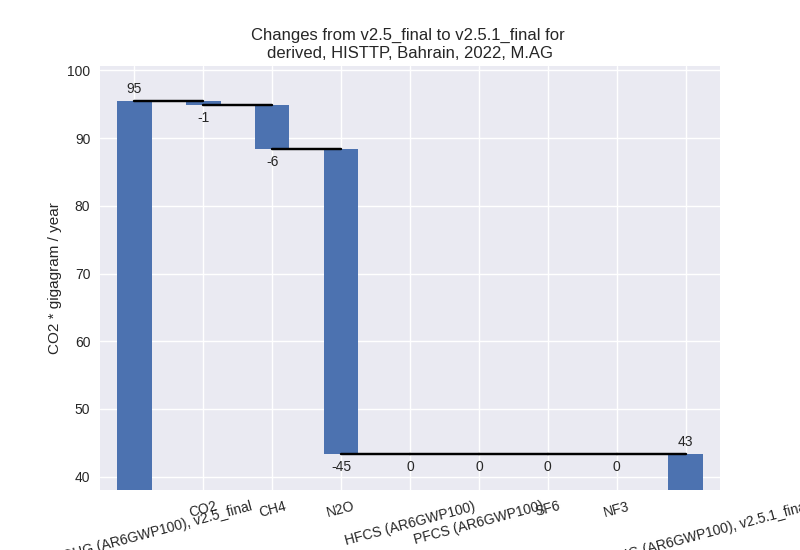 Changes from v2.5_final to v2.5.1_final for
derived, HISTTP, Bahrain, 2022, M.AG
CO2 * gigagram / year
100
90
80
70
60
50
40
95
-1
-6
-45
0
0
0
0
43
(AR6GWP100), v2.5_final
CO2
CH4
N2O
HFCS (AR6GWP100)
PFCS (AR6GWP100)
SF6
NF3
(AR6GWP100), v2.5.1_fina